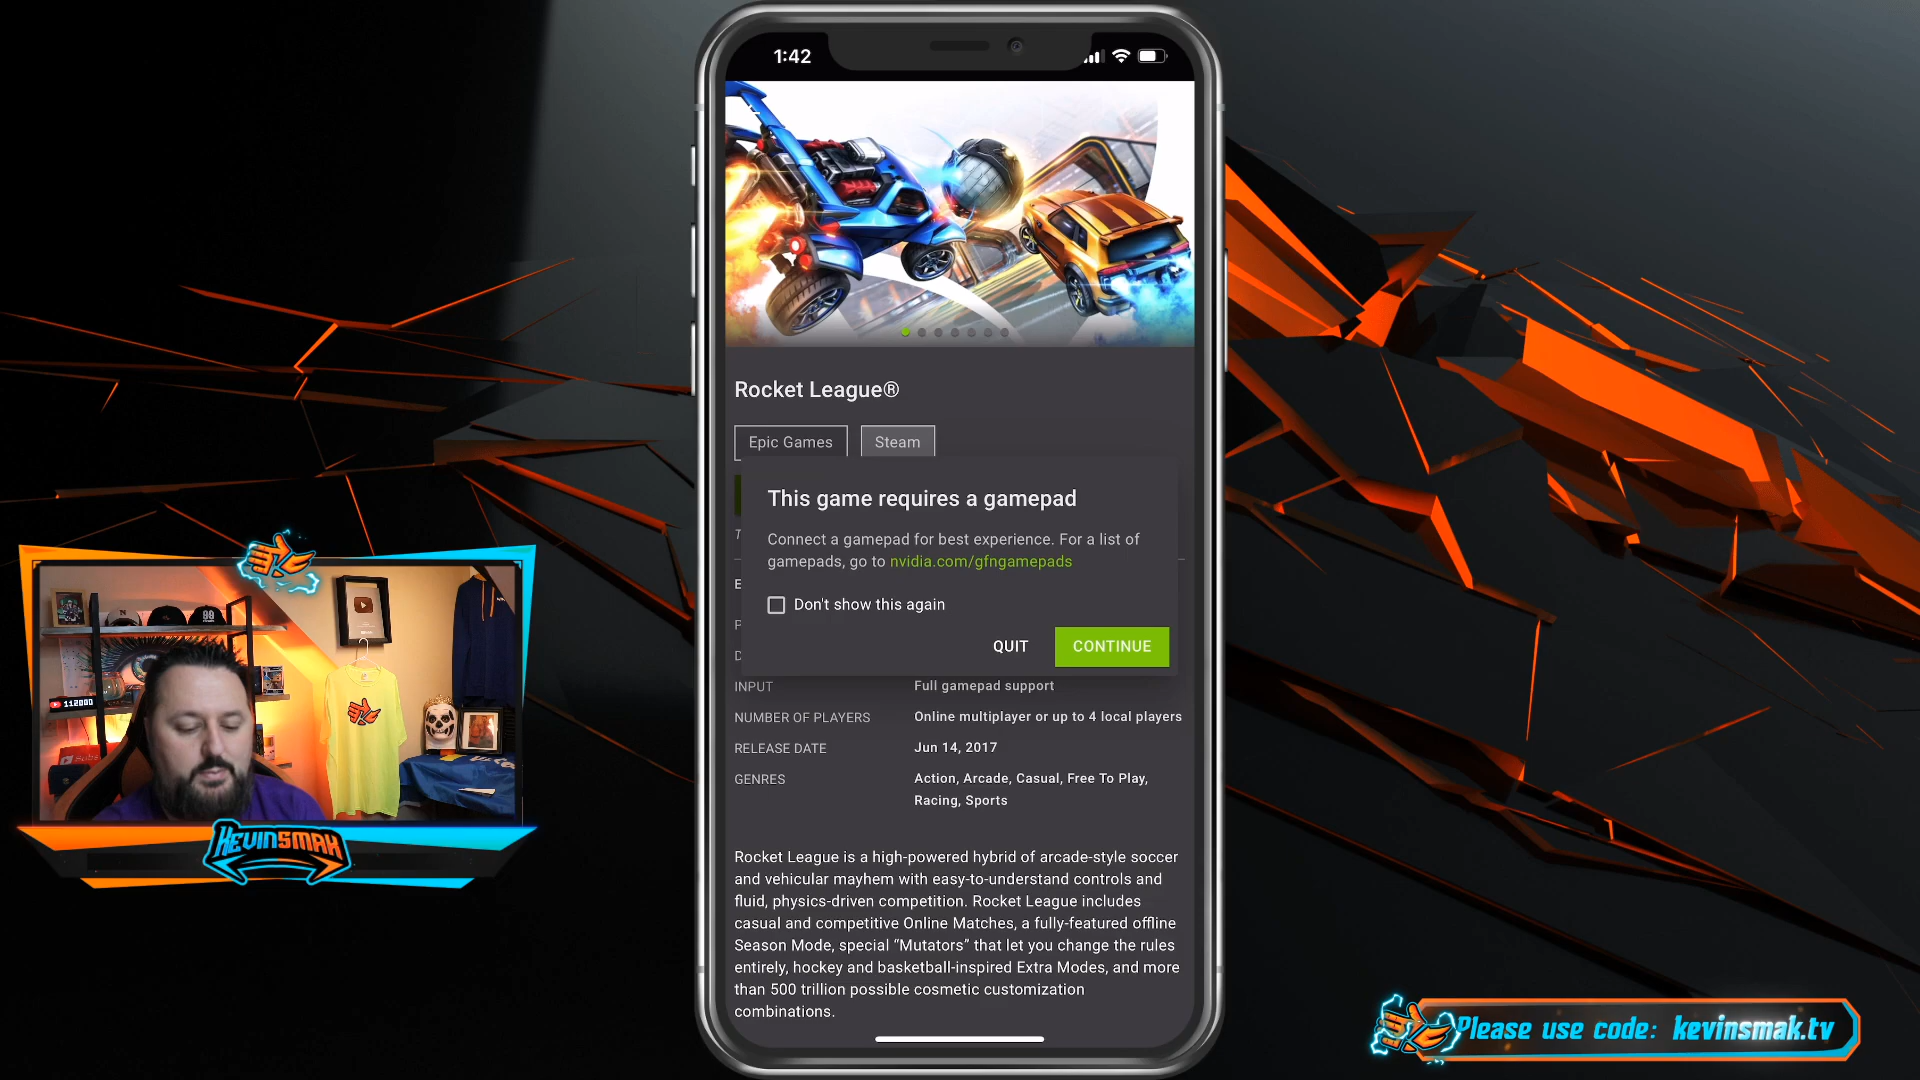 1:42
Rocket League®
Epic Games
Steam
This game requires a gamepad
Connect a gamepad for best experience. For a list of
gamepads, go to nvidia.com/gfngamepads
Don't show this again
QUIT
CONTINUE
INPUT
Full gamepad support
NUMBER OF PLAYERS
Online multiplayer or up to 4 local players
RELEASE DATE
Jun 14, 2017
GENRES
Action, Arcade, Casual, Free To Play,
Racing, Sports
Rocket League is a high-powered hybrid of arcade-style soccer
and vehicular mayhem with easy-to-understand controls and
fluid, physics-driven competition. Rocket League includes
casual and competitive Online Matches, a fully-featured offline
Season Mode, special “Mutators” that let you change the rules
entirely, hockey and basketball-inspired Extra Modes, and more
than 500 trillion possible cosmetic customization
combinations.
KEVINSMAK
Please use code: kevinsmak.tv